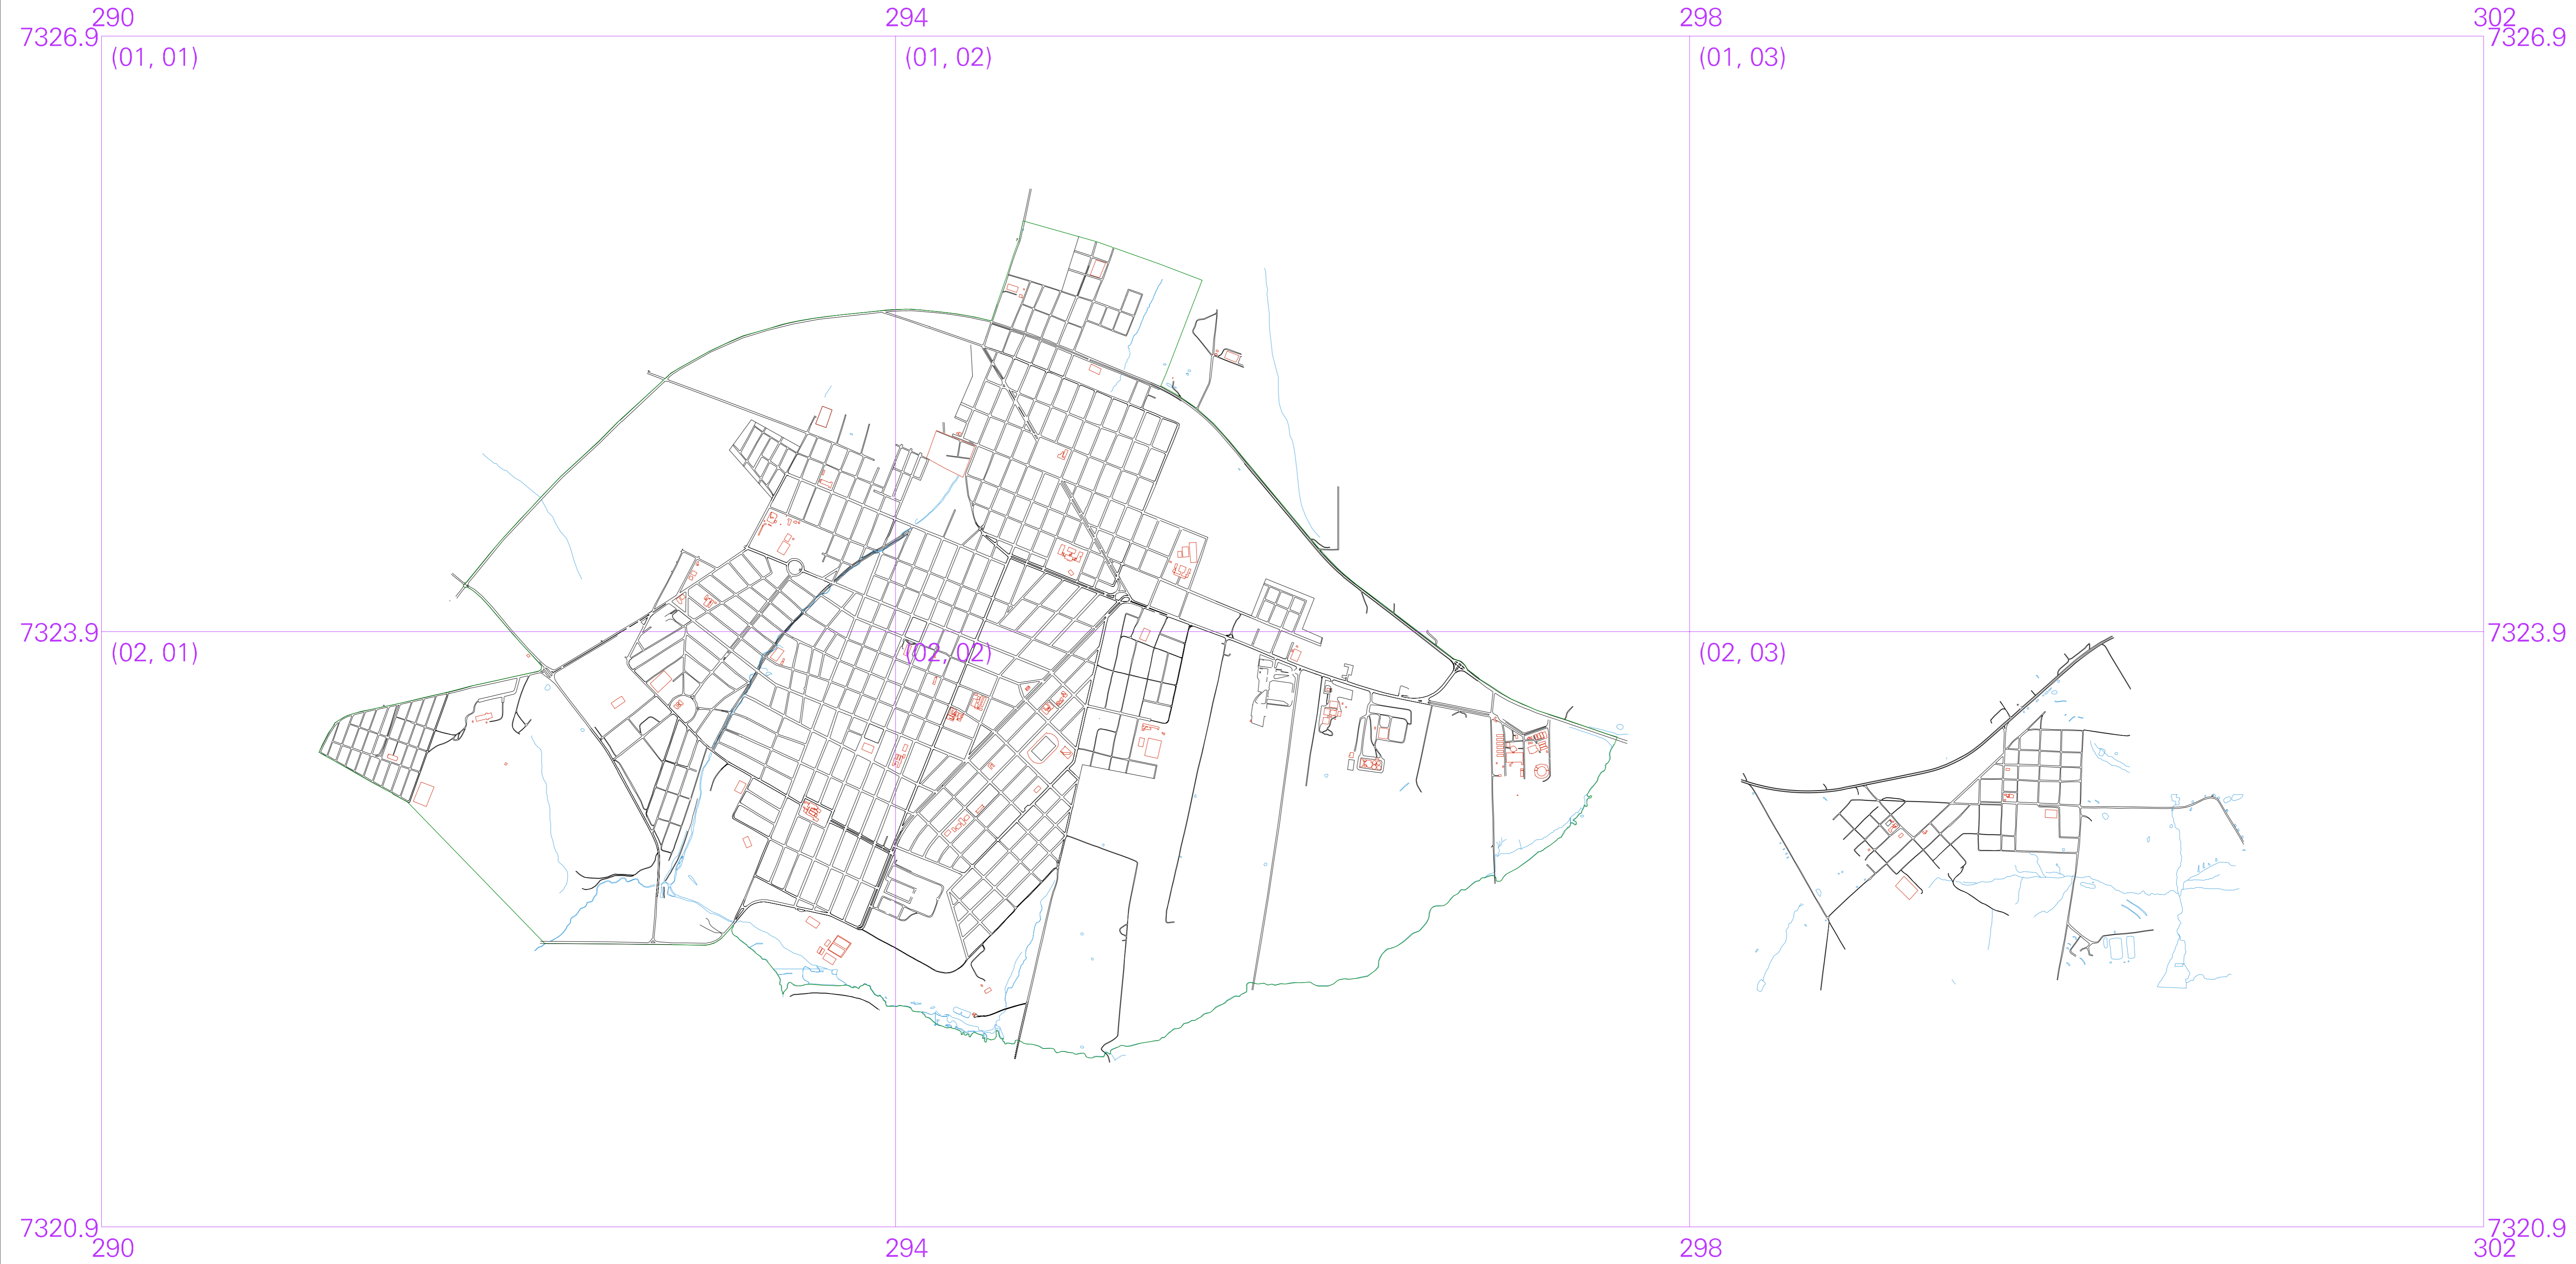 290 294 298 302
7326.9 7326.9
(01, 01) (01, 02) (01, 03)
7323.9 7323.9
(02, 01) (02, 02) (02, 03)
7320.9 7320.9
290 294 298 302